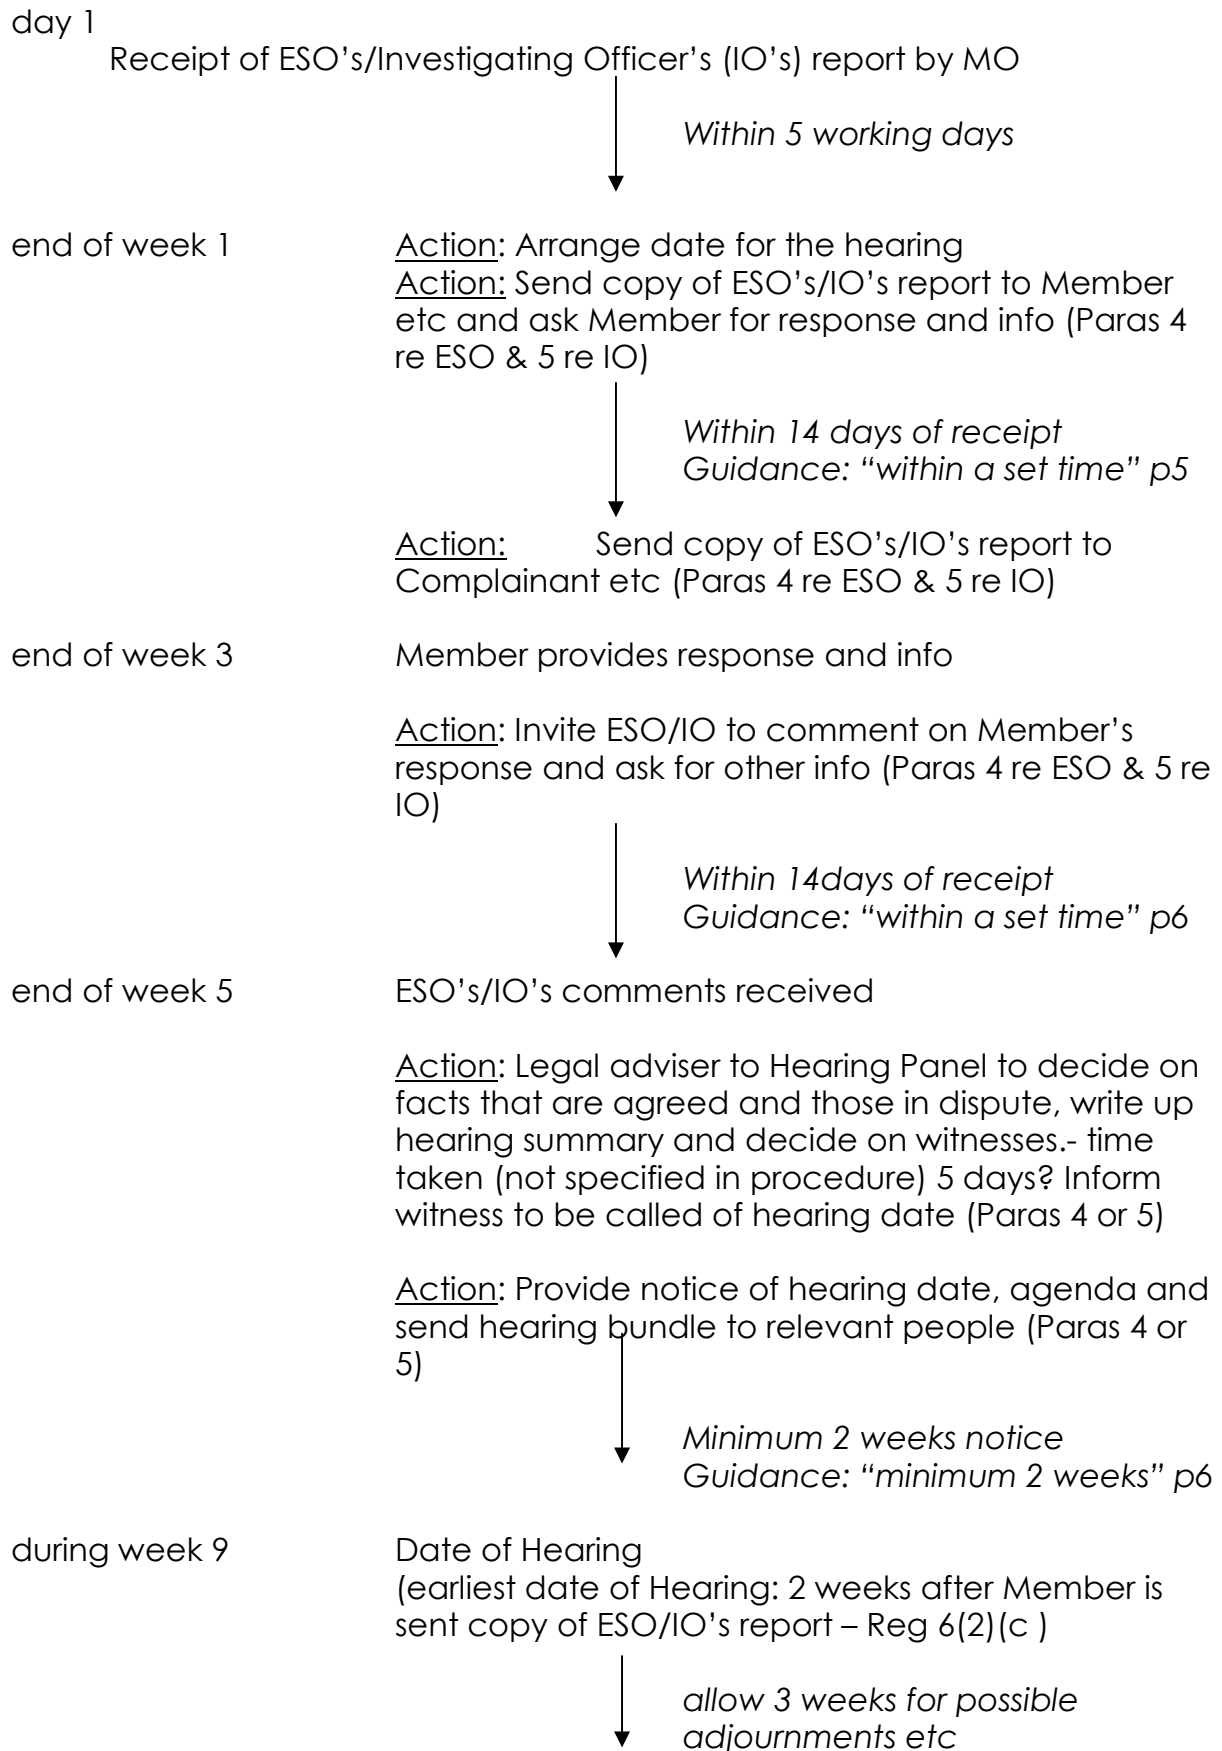 day 1
Receipt of ESO’s/Investigating Officer’s (IO’s) report by MO
Within 5 working days
end of week 1 Action: Arrange date for the hearing
Action: Send copy of ESO’s/IO’s report to Member
etc and ask Member for response and info (Paras 4
re ESO & 5 re IO)
Within 14 days of receipt
Guidance: “within a set time” p5
Action: Send copy of ESO’s/IO’s report to
Complainant etc (Paras 4 re ESO & 5 re IO)
end of week 3 Member provides response and info
Action: Invite ESO/IO to comment on Member’s
response and ask for other info (Paras 4 re ESO & 5 re
IO)
Within 14days of receipt
Guidance: “within a set time” p6
end of week 5 ESO’s/IO’s comments received
Action: Legal adviser to Hearing Panel to decide on
facts that are agreed and those in dispute, write up
hearing summary and decide on witnesses.- time
taken (not specified in procedure) 5 days? Inform
witness to be called of hearing date (Paras 4 or 5)
Action: Provide notice of hearing date, agenda and
send hearing bundle to relevant people (Paras 4 or
5)
Minimum 2 weeks notice
Guidance: “minimum 2 weeks” p6
during week 9 Date of Hearing
(earliest date of Hearing: 2 weeks after Member is
sent copy of ESO/IO’s report – Reg 6(2)(c )
allow 3 weeks for possible
adjournments etc